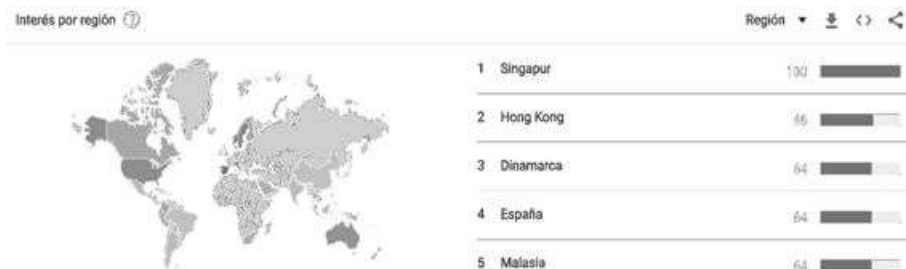 Interés por región
Región
1 Singapur 100
2 Hong Kong
3 Dinamarca 64
4 España 64
5 Malasia 64